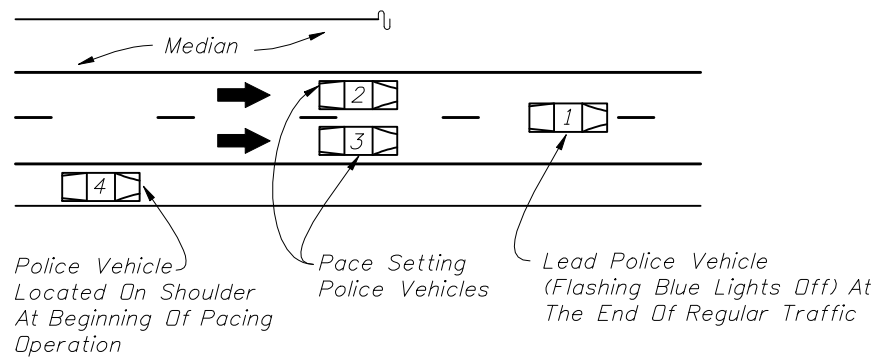 Median
2
1
3
4
Police Vehicle
Located On Shoulder
At Beginning Of Pacing
Operation
Pace Setting
Police Vehicles
Lead Police Vehicle
(Flashing Blue Lights Off) At
The End Of Regular Traffic